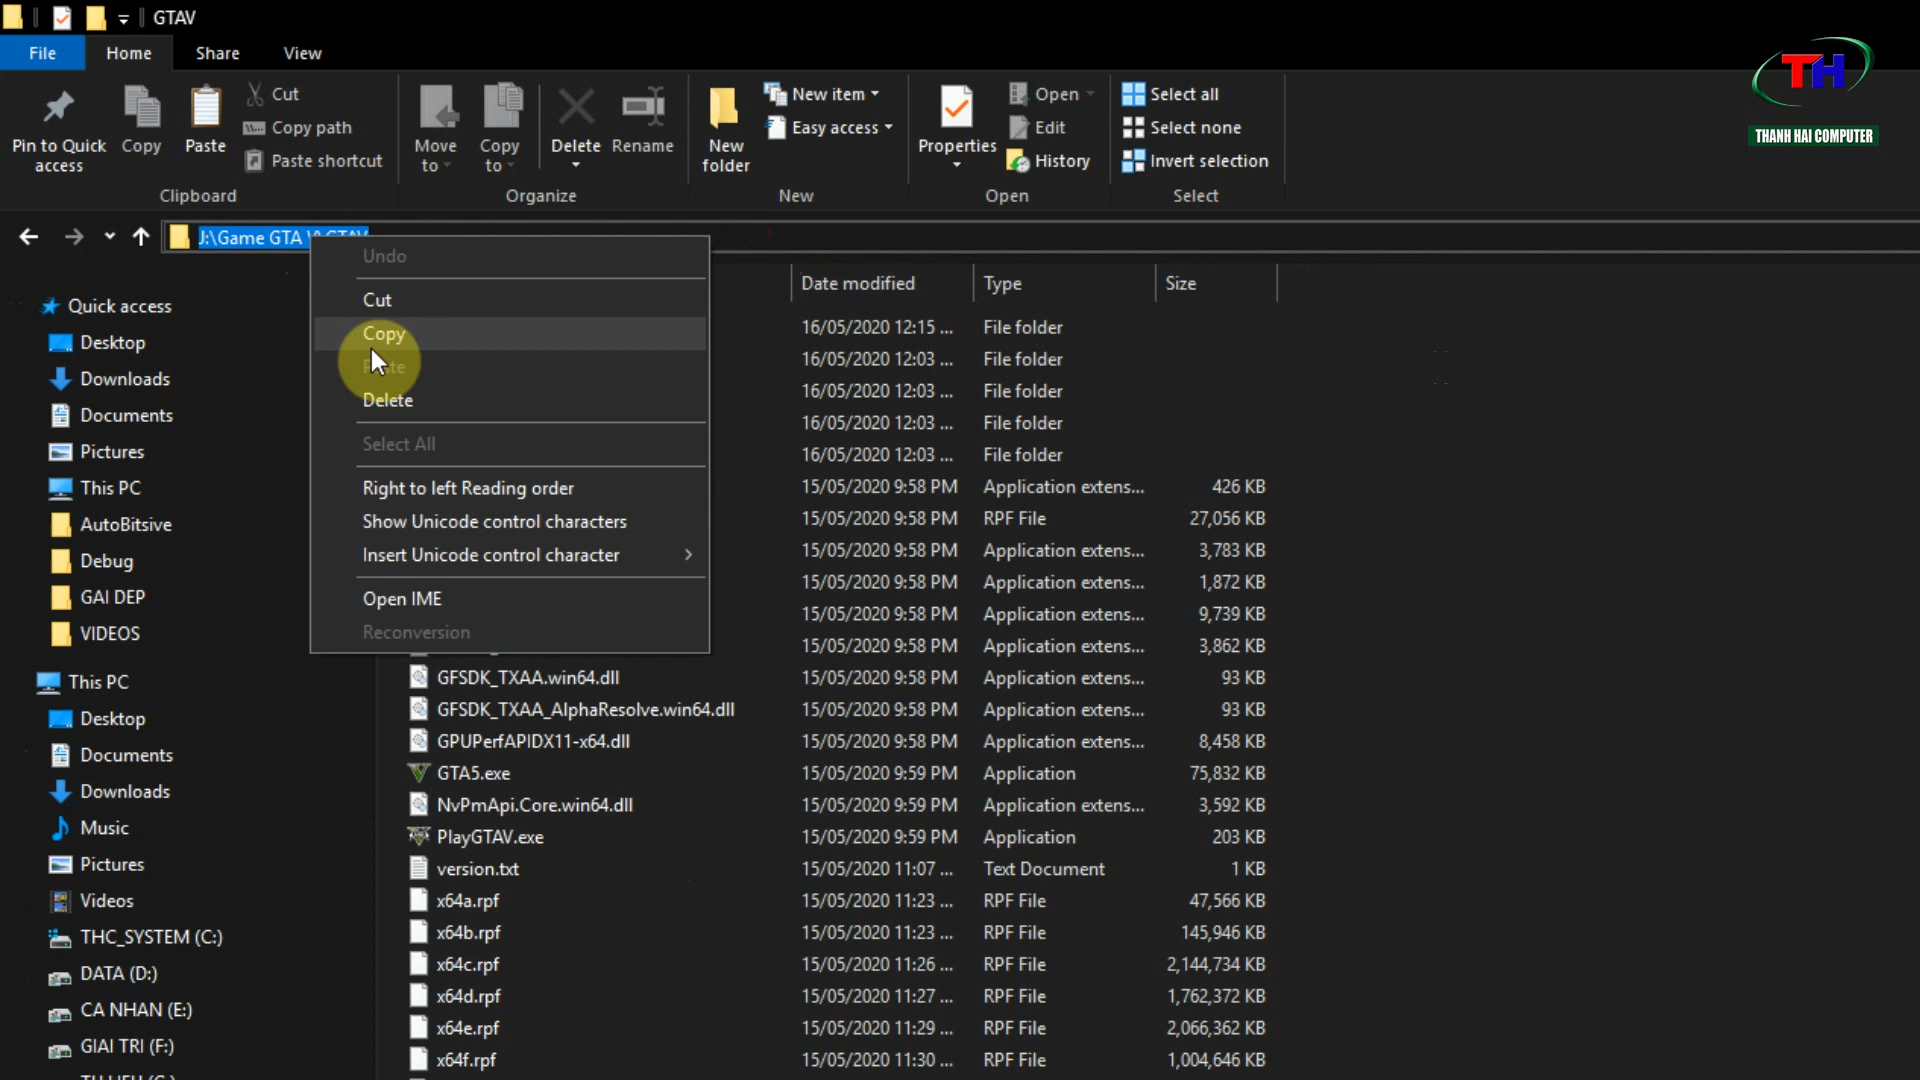 GTAV
File Home Share View
Pin to Quick access
Copy
Paste
Cut
Copy path
Paste shortcut
Clipboard
Move to
Copy to
Delete
Rename
Organize
New folder
New item
Easy access
New
Properties
Open
Edit
History
Open
Select all
Select none
Invert selection
Select
TH
THANH HAI COMPUTER
J:\Game GTA V\GTAV
Undo
Cut
Copy
Paste
Delete
Select All
Right to left Reading order
Show Unicode control characters
Insert Unicode control character
Open IME
Reconversion
Quick access
Desktop
Downloads
Documents
Pictures
This PC
AutoBitsive
Debug
GAI DEP
VIDEOS
This PC
Desktop
Documents
Downloads
Music
Pictures
Videos
THC_SYSTEM (C:)
DATA (D:)
CA NHAN (E:)
GIAI TRI (F:)
Date modified Type Size
16/05/2020 12:15 ... File folder
16/05/2020 12:03 ... File folder
16/05/2020 12:03 ... File folder
16/05/2020 12:03 ... File folder
16/05/2020 12:03 ... File folder
15/05/2020 9:58 PM Application extens... 426 KB
15/05/2020 9:58 PM RPF File 27,056 KB
15/05/2020 9:58 PM Application extens... 3,783 KB
15/05/2020 9:58 PM Application extens... 1,872 KB
15/05/2020 9:58 PM Application extens... 9,739 KB
15/05/2020 9:58 PM Application extens... 3,862 KB
GFSDK_TXAA.win64.dll 15/05/2020 9:58 PM Application extens... 93 KB
GFSDK_TXAA_AlphaResolve.win64.dll 15/05/2020 9:58 PM Application extens... 93 KB
GPUPerfAPIDX11-x64.dll 15/05/2020 9:58 PM Application extens... 8,458 KB
GTA5.exe 15/05/2020 9:59 PM Application 75,832 KB
NvPmApi.Core.win64.dll 15/05/2020 9:59 PM Application extens... 3,592 KB
PlayGTAV.exe 15/05/2020 9:59 PM Application 203 KB
version.txt 15/05/2020 11:07 ... Text Document 1 KB
x64a.rpf 15/05/2020 11:23 ... RPF File 47,566 KB
x64b.rpf 15/05/2020 11:23 ... RPF File 145,946 KB
x64c.rpf 15/05/2020 11:26 ... RPF File 2,144,734 KB
x64d.rpf 15/05/2020 11:27 ... RPF File 1,762,372 KB
x64e.rpf 15/05/2020 11:29 ... RPF File 2,066,362 KB
x64f.rpf 15/05/2020 11:30 ... RPF File 1,004,646 KB